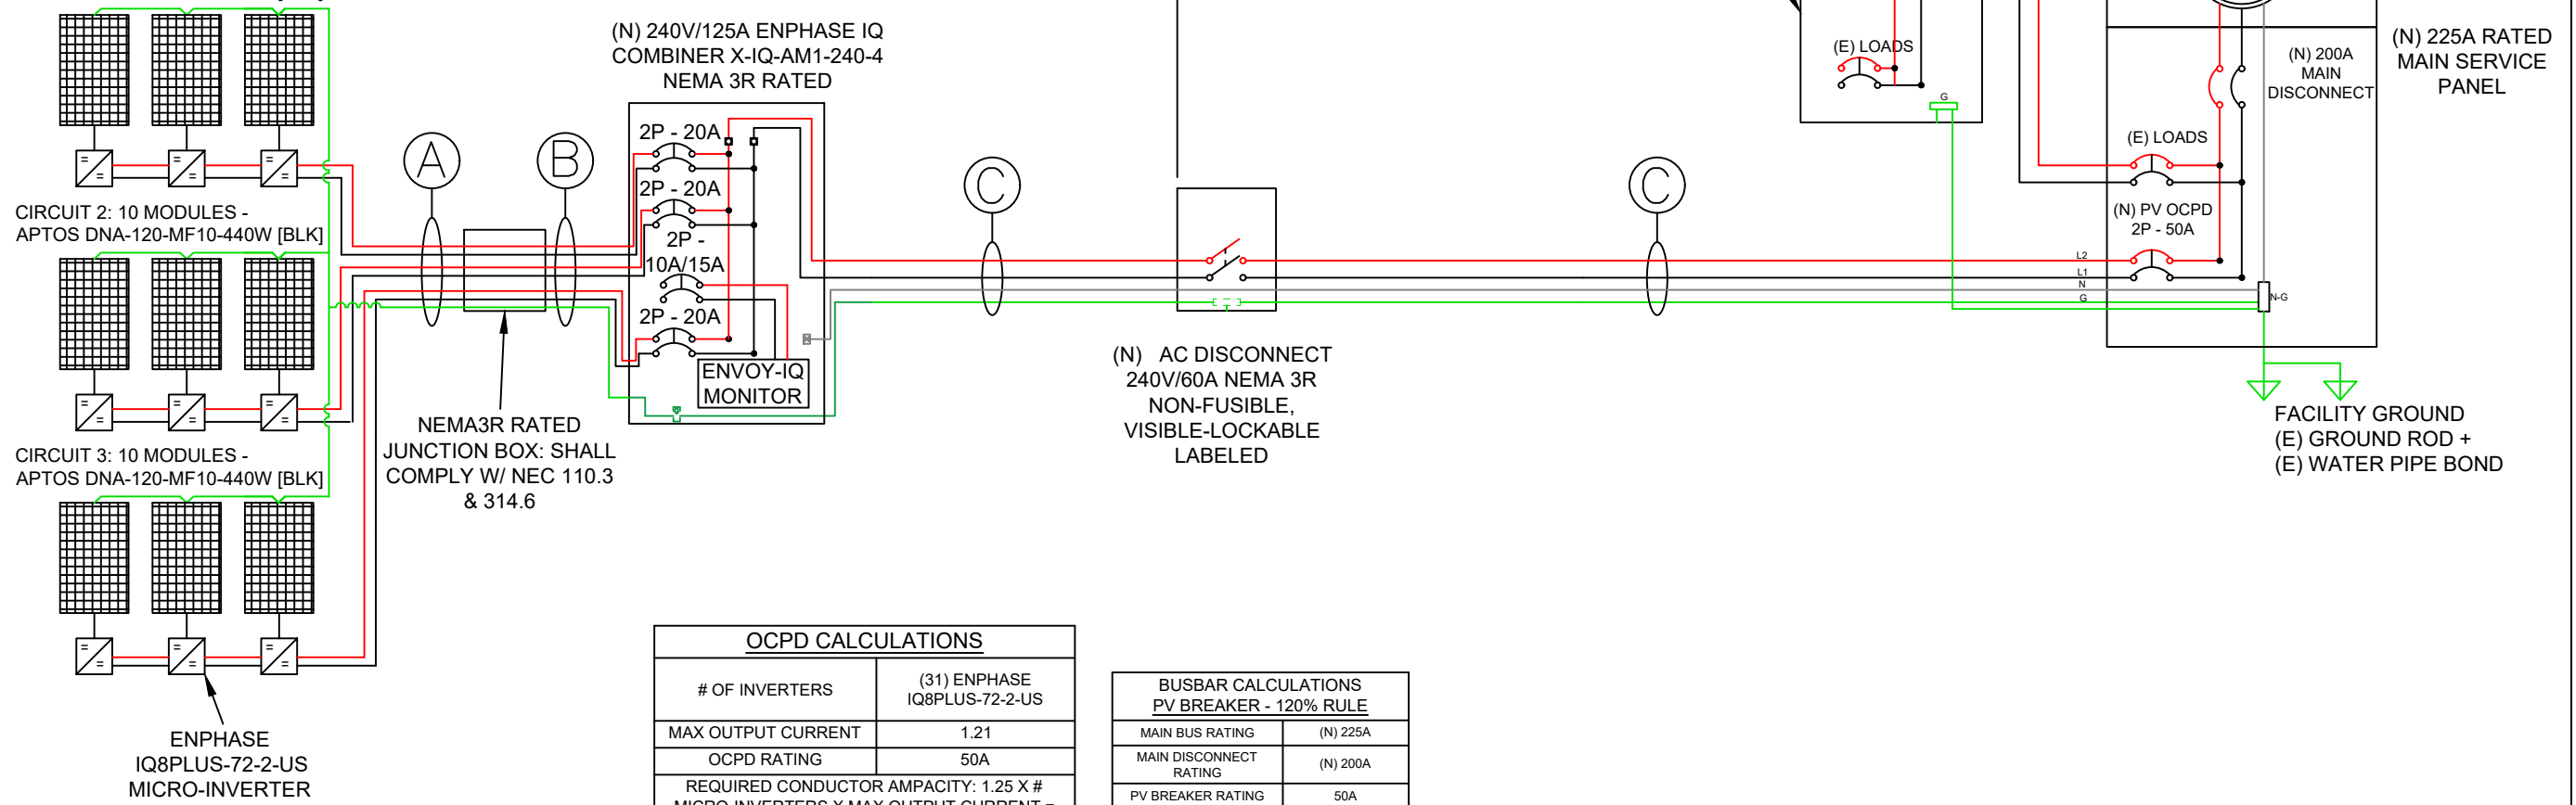 (N) 240V/125A ENPHASE IQ
COMBINER X-IQ-AM1-240-4
NEMA 3R RATED
(E) LOADS
G
(N) 200A
MAIN
DISCONNECT
(N) 225A RATED
MAIN SERVICE
PANEL
A
B
2P - 20A
2P - 20A
2P -
10A/15A
2P - 20A
ENVOY-IQ
MONITOR
C
C
(E) LOADS
(N) PV OCPD
2P - 50A
L2
L1
N
G
N-G
CIRCUIT 2: 10 MODULES -
APTOS DNA-120-MF10-440W [BLK]
NEMA3R RATED
JUNCTION BOX: SHALL
COMPLY W/ NEC 110.3
& 314.6
(N) AC DISCONNECT
240V/60A NEMA 3R
NON-FUSIBLE,
VISIBLE-LOCKABLE
LABELED
FACILITY GROUND
(E) GROUND ROD +
(E) WATER PIPE BOND
CIRCUIT 3: 10 MODULES -
APTOS DNA-120-MF10-440W [BLK]
ENPHASE
IQ8PLUS-72-2-US
MICRO-INVERTER
OCPD CALCULATIONS
# OF INVERTERS
(31) ENPHASE
IQ8PLUS-72-2-US
MAX OUTPUT CURRENT
1.21
OCPD RATING
50A
REQUIRED CONDUCTOR AMPACITY: 1.25 X #
MICRO-INVERTERS X MAX OUTPUT CURRENT =
BUSBAR CALCULATIONS
PV BREAKER - 120% RULE
MAIN BUS RATING
(N) 225A
MAIN DISCONNECT
RATING
(N) 200A
PV BREAKER RATING
50A